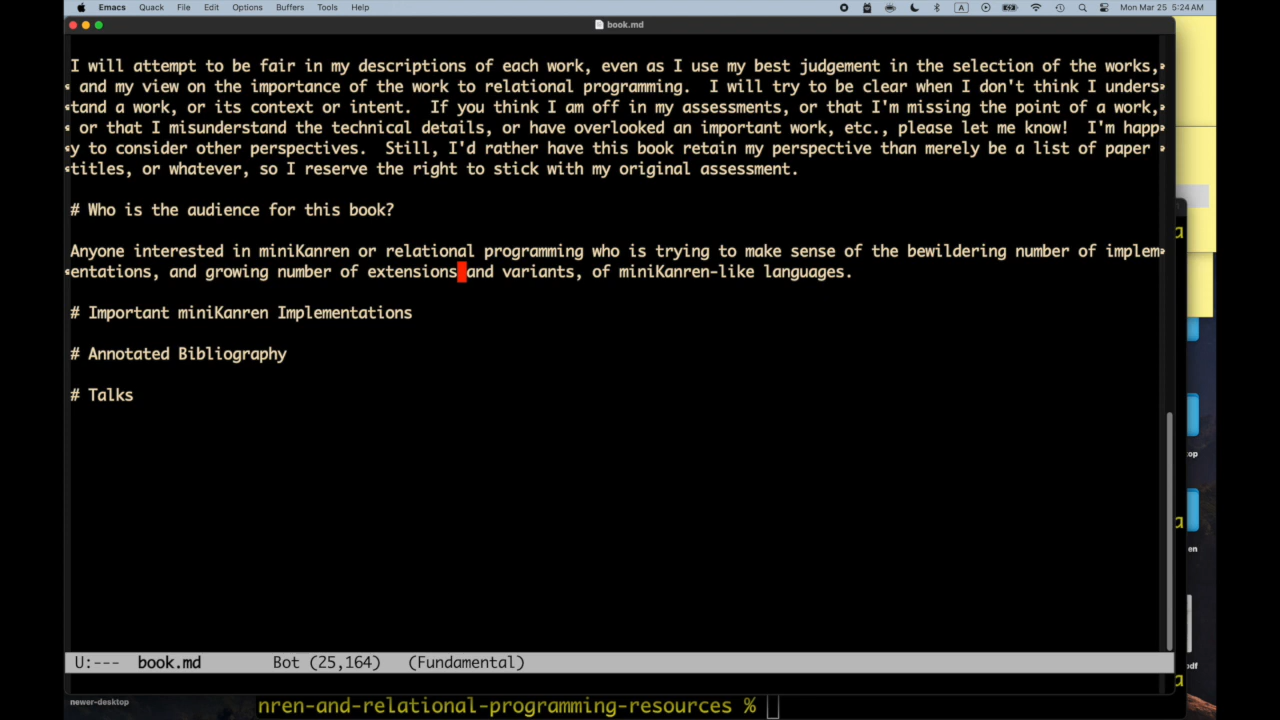 Emacs Quack File Edit Options Buffers Tools Help A Mon Mar 25 5:24 AM
book.md
I will attempt to be fair in my descriptions of each work, even as I use my best judgement in the selection of the works,
and my view on the importance of the work to relational programming.  I will try to be clear when I don't think I unders
tand a work, or its context or intent.  If you think I am off in my assessments, or that I'm missing the point of a work,
or that I misunderstand the technical details, or have overlooked an important work, etc., please let me know!  I'm happ
y to consider other perspectives.  Still, I'd rather have this book retain my perspective than merely be a list of paper
titles, or whatever, so I reserve the right to stick with my original assessment.
# Who is the audience for this book?
Anyone interested in miniKanren or relational programming who is trying to make sense of the bewildering number of implem
entations, and growing number of extensions and variants, of miniKanren-like languages.
# Important miniKanren Implementations
# Annotated Bibliography
# Talks
a
top
a
en
pdf
a
U:--- book.md Bot (25,164) (Fundamental)
newer-desktop
nren-and-relational-programming-resources %